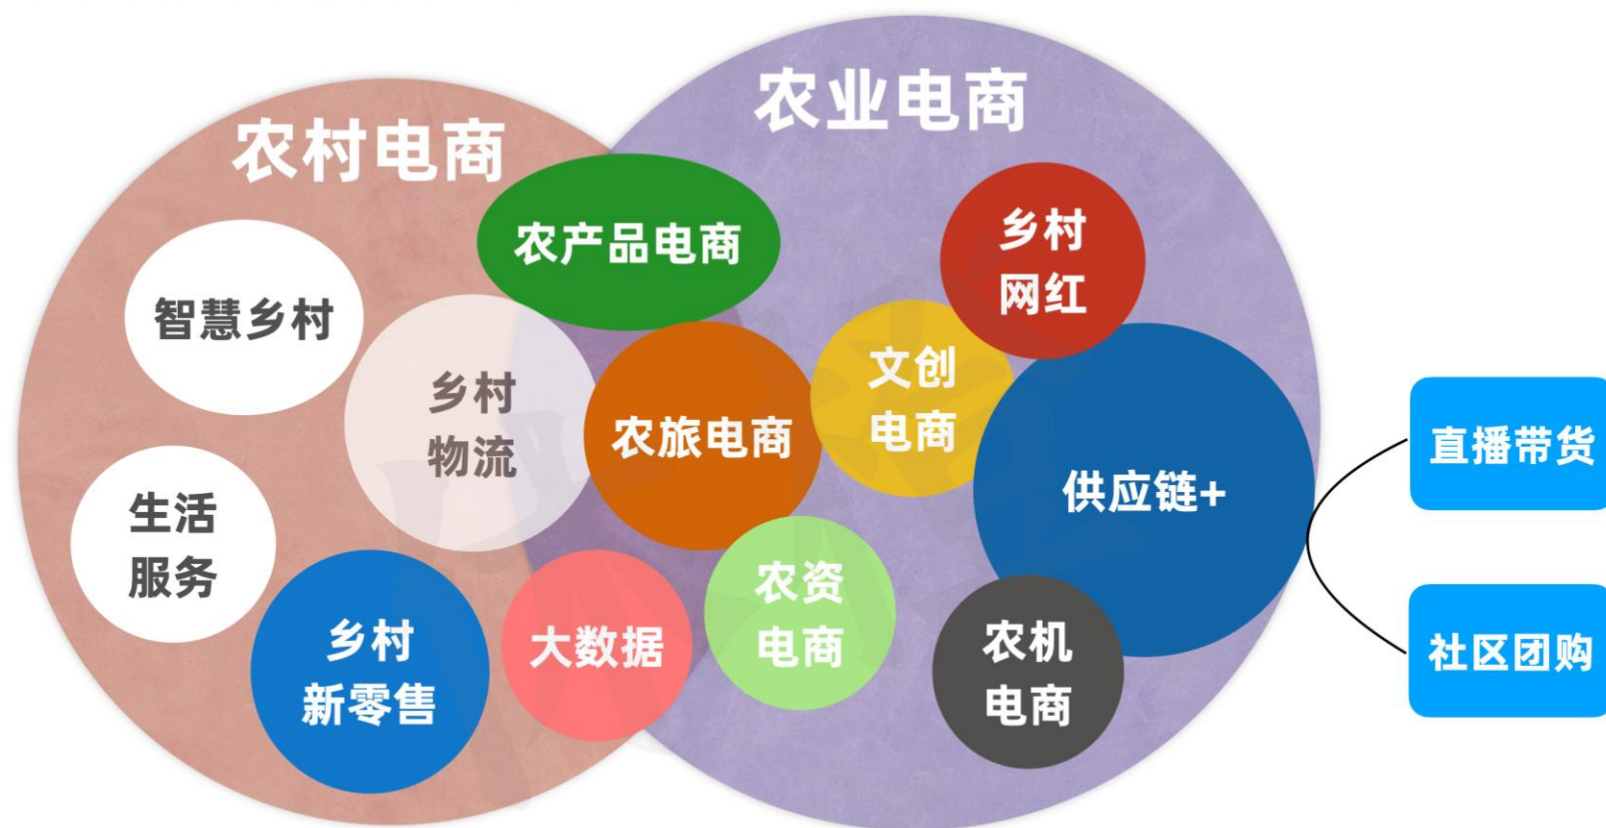 农村电商
农业电商
农产品电商
乡村
网红
智慧乡村
乡村
物流
农旅电商
文创
电商
供应链+
直播带货
社区团购
生活
服务
乡村
新零售
大数据
农资
电商
农机
电商